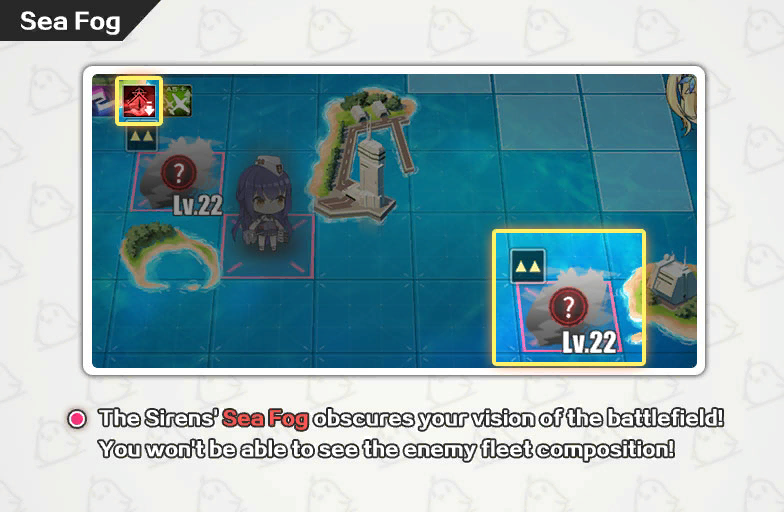 Sea Fog
?
Lv.22
?
Lv.22
The Sirens' Sea Fog obscures your vision of the battlefield!
You won't be able to see the enemy fleet composition!